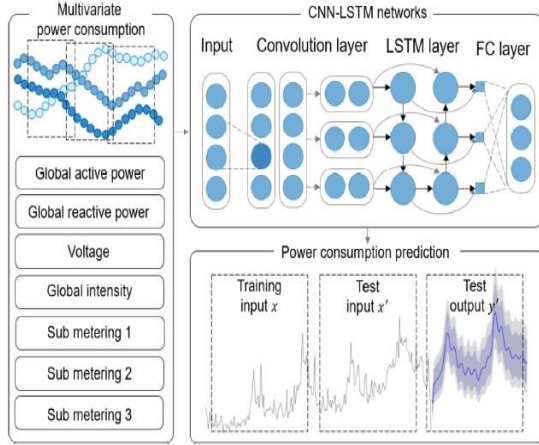 Multivariate
power consumption
Global active power
Global reactive power
Voltage
Global intensity
Sub metering 1
Sub metering 2
Sub metering 3
CNN-LSTM networks
Input Convolution layer LSTM layer FC layer
Power consumption prediction
Training
input x
Test
input x'
Test
output y'